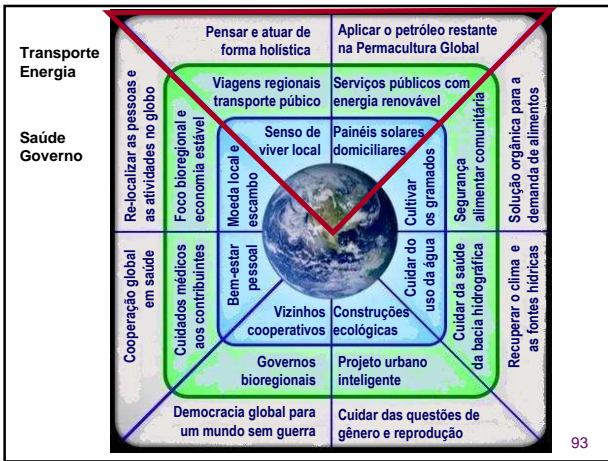 Transporte
Energia
Saúde
Governo
Pensar e atuar de
forma holística
Aplicar o petróleo restante
na Permacultura Global
Viagens regionais
transporte púbico
Serviços públicos com
energia renovável
Senso de
viver local
Painéis solares
domiciliares
Re-localizar as pessoas e
as atividades no globo
Foco bioregional e
economia estável
Moeda local e
escambo
Cultivar
os gramados
Segurança
alimentar comunitária
Solução orgânica para a
demanda de alimentos
Cooperação global
em saúde
Cuidados médicos
aos contribuintes
Bem-estar
pessoal
Cuidar do
uso da água
Cuidar da saúde
da bacia hidrográfica
Recuperar o clima e
as fontes hídricas
Vizinhos
cooperativos
Construções
ecológicas
Governos
bioregionais
Projeto urbano
inteligente
Democracia global para
um mundo sem guerra
Cuidar das questões de
gênero e reprodução
93